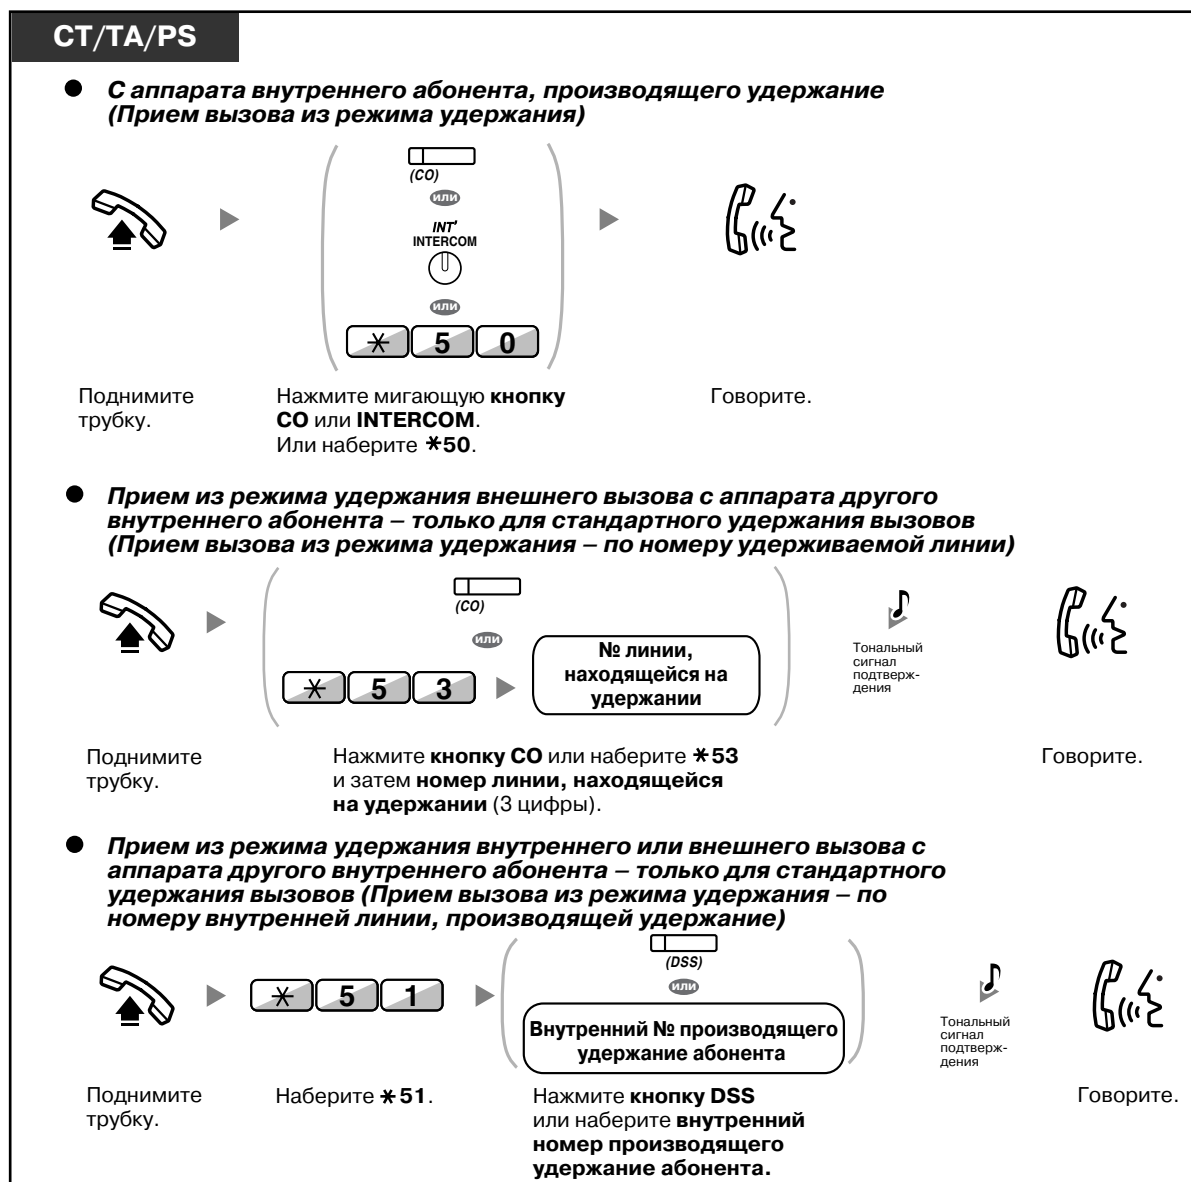 CT/TA/PS
● С аппарата внутреннего абонента, производящего удержание
(Прием вызова из режима удержания)
(CO)
или
INT'
INTERCOM
или
* 5 0
Поднимите
трубку.
Нажмите мигающую кнопку
CO или INTERCOM.
Или наберите *50.
Говорите.
● Прием из режима удержания внешнего вызова с аппарата другого
внутреннего абонента – только для стандартного удержания вызовов
(Прием вызова из режима удержания – по номеру удерживаемой линии)
(CO)
или
* 5 3
№ линии,
находящейся на
удержании
Тональный
сигнал
подтверж-
дения
Поднимите
трубку.
Нажмите кнопку CO или наберите *53
и затем номер линии, находящейся
на удержании (3 цифры).
Говорите.
● Прием из режима удержания внутреннего или внешнего вызова с
аппарата другого внутреннего абонента – только для стандартного
удержания вызовов (Прием вызова из режима удержания – по
номеру внутренней линии, производящей удержание)
* 5 1
(DSS)
или
Внутренний № производящего
удержание абонента
Тональный
сигнал
подтверж-
дения
Поднимите
трубку.
Наберите *51.
Нажмите кнопку DSS
или наберите внутренний
номер производящего
удержание абонента.
Говорите.